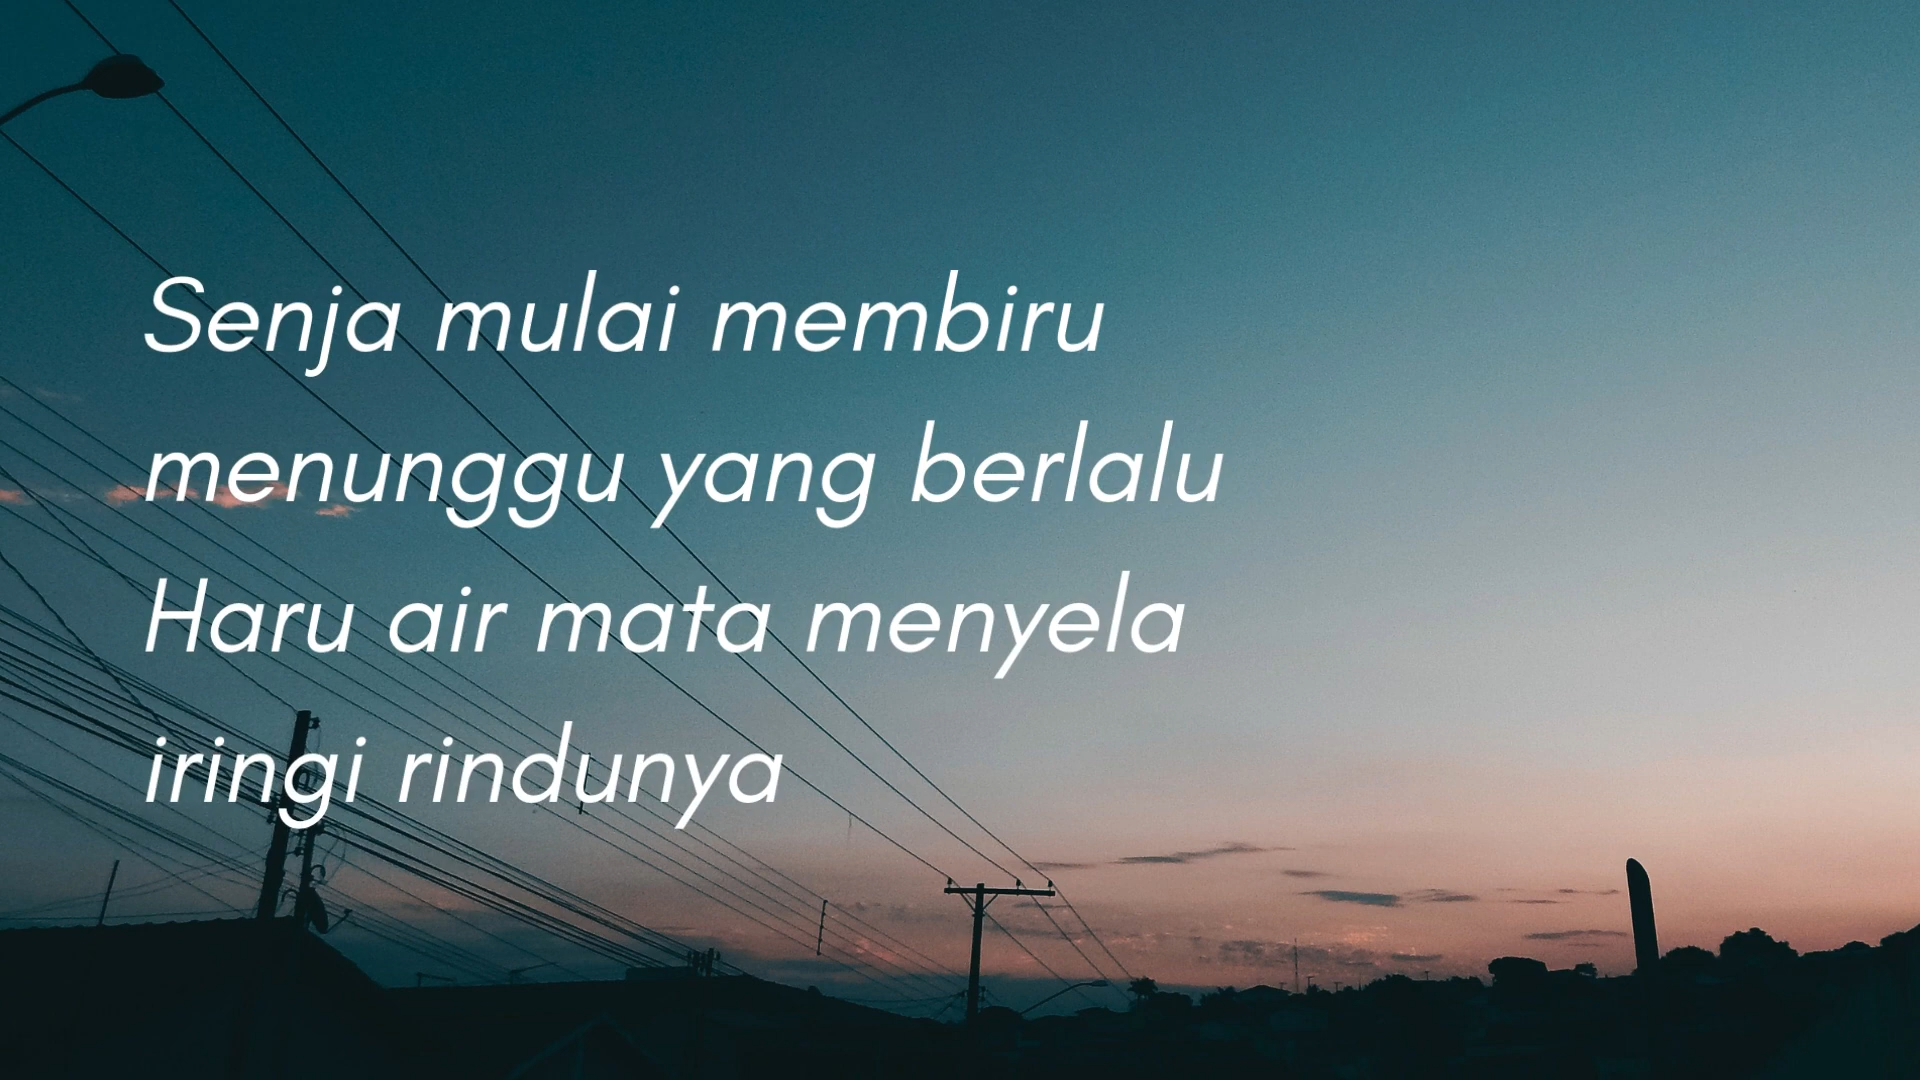 Senja mulai membiru
menunggu yang berlalu
Haru air mata menyela
iringi rindunya